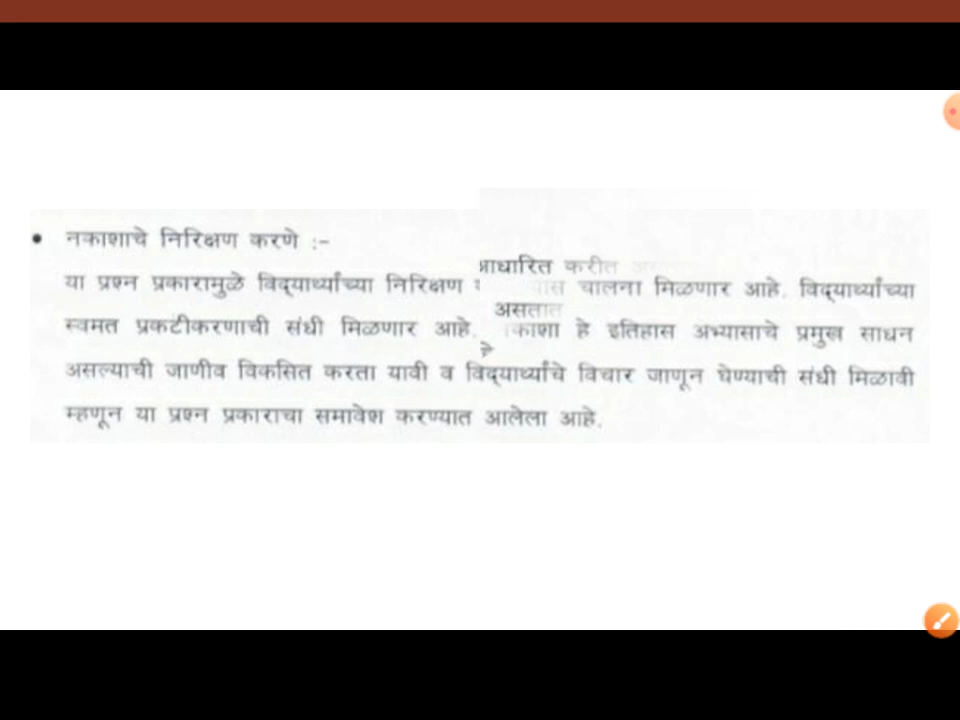 • नकाशाचे निरिक्षण करणे :-
आधारित करीत
या प्रश्न प्रकारामुळे विद्यार्थ्यांच्या निरिक्षण चालना मिळणार आहे. विद्यार्थ्यांच्या
असतात
स्वमत प्रकटीकरणाची संधी मिळणार आहे. हे इतिहास अभ्यासाचे प्रमुख साधन
असल्याची जाणीव विकसित करता यावी व विद्यार्थ्यांचे विचार जाणून घेण्याची संधी मिळावी
म्हणून या प्रश्न प्रकाराचा समावेश करण्यात आलेला आहे.